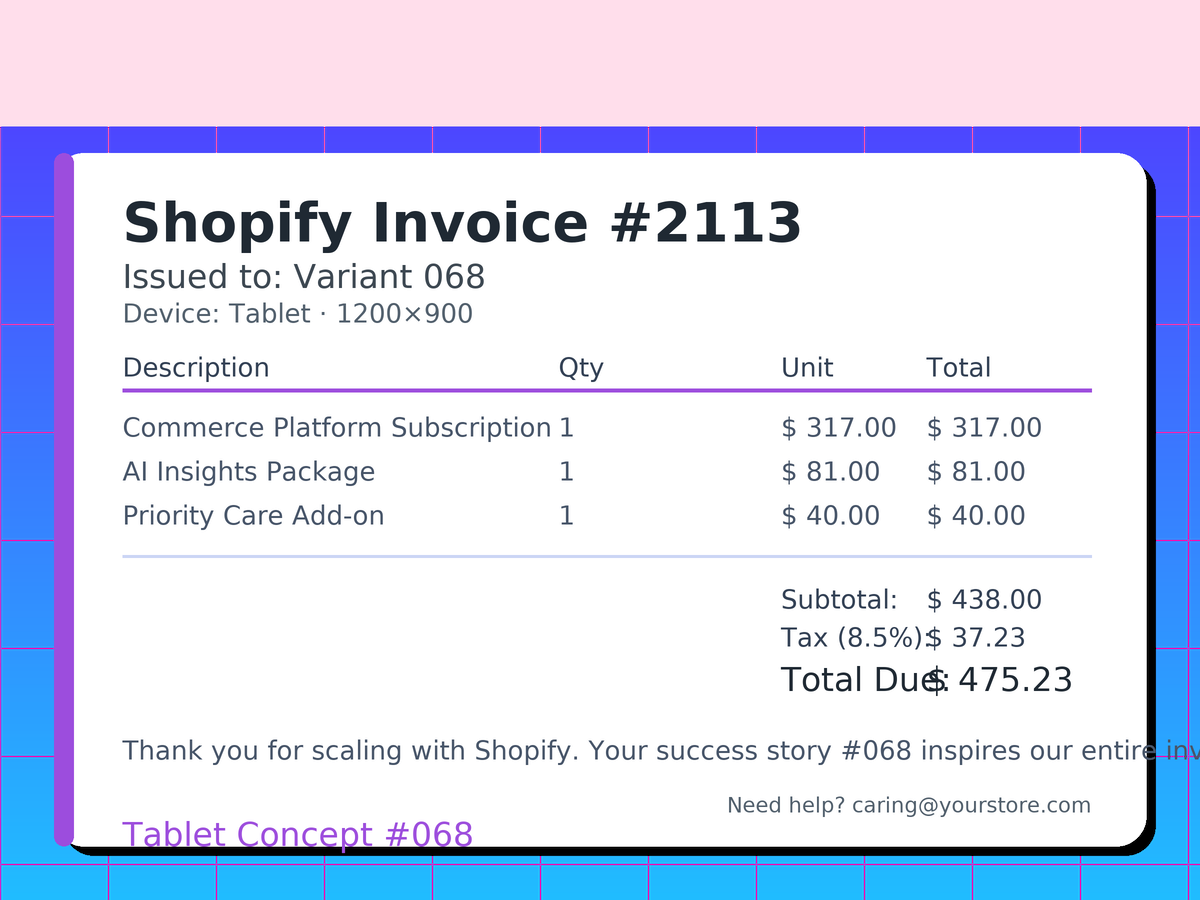 Shopify Invoice #2113
Issued to: Variant 068
Device: Tablet · 1200×900
Description Qty Unit Total
Commerce Platform Subscription 1 $ 317.00 $ 317.00
AI Insights Package 1 $ 81.00 $ 81.00
Priority Care Add-on 1 $ 40.00 $ 40.00
Subtotal: $ 438.00
Tax (8.5%): $ 37.23
Total Due: $ 475.23
Thank you for scaling with Shopify. Your success story #068 inspires our entire
Need help? caring@yourstore.com
Tablet Concept #068